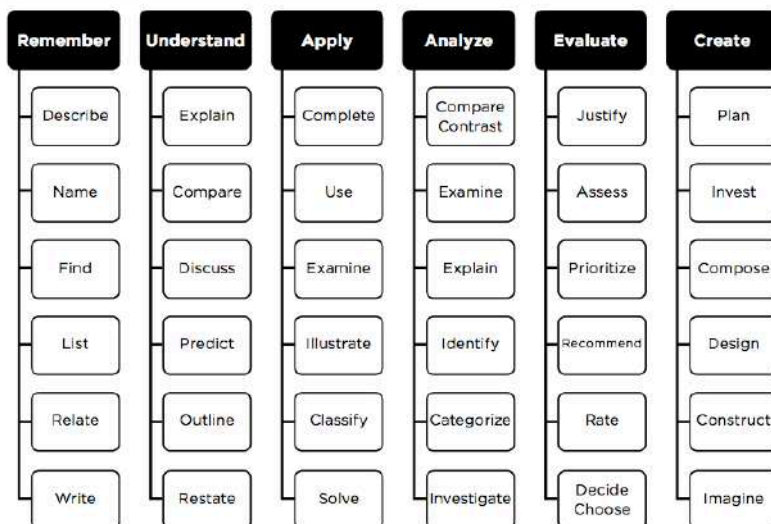 Remember
Understand
Apply
Analyze
Evaluate
Create
Describe
Explain
Complete
Compare
Contrast
Justify
Plan
Name
Compare
Use
Examine
Assess
Invest
Find
Discuss
Examine
Explain
Prioritize
Compose
List
Predict
Illustrate
Identify
Recommend
Design
Relate
Outline
Classify
Categorize
Rate
Construct
Write
Restate
Solve
Investigate
Decide
Choose
Imagine